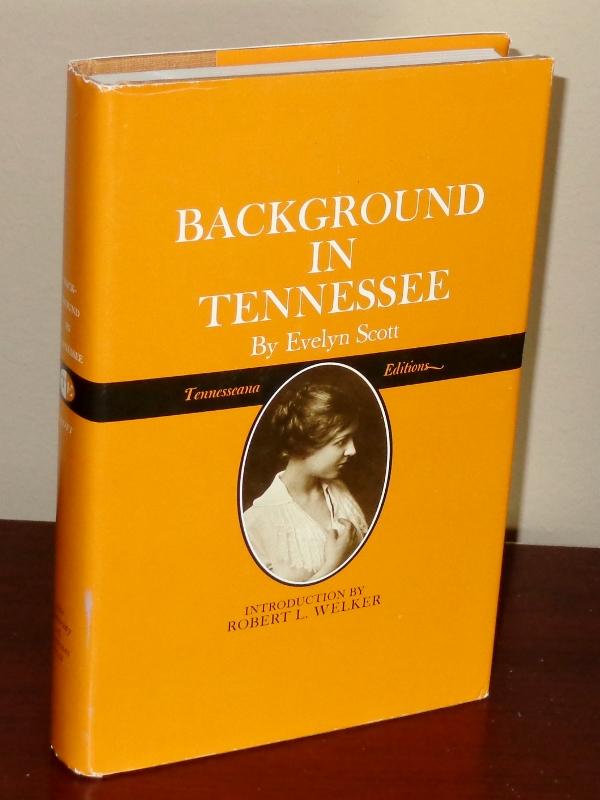 BACKGROUND
IN
TENNESSEE
By Evelyn Scott
Tennesseana Editions
INTRODUCTION BY
ROBERT L. WELKER